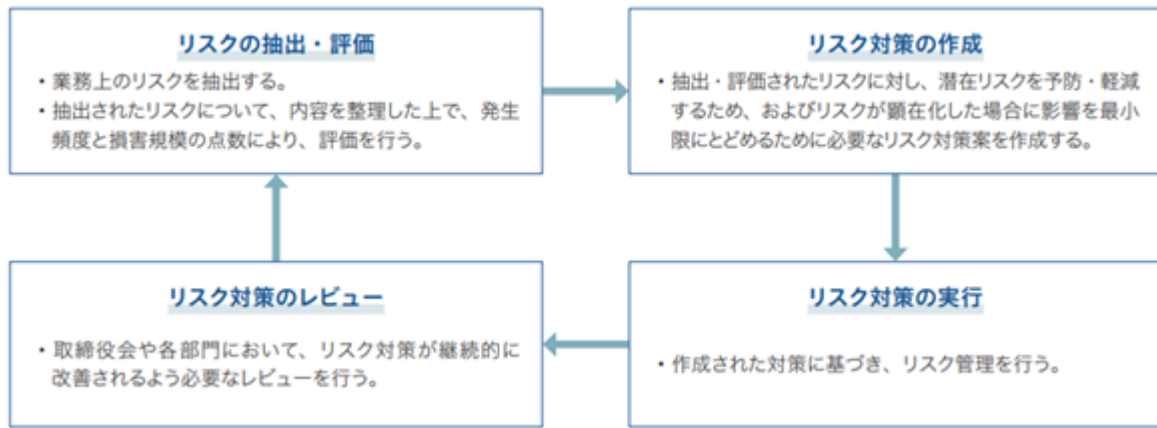 リスクの抽出・評価
・業務上のリスクを抽出する。
・抽出されたリスクについて、内容を整理した上で、発生
頻度と損害規模の点数により、評価を行う。
リスク対策の作成
・抽出・評価されたリスクに対し、潜在リスクを予防・軽減
するため、およびリスクが顕在化した場合に影響を最小
限にとどめるために必要なリスク対策案を作成する。
リスク対策のレビュー
・取締役会や各部門において、リスク対策が継続的に
改善されるよう必要なレビューを行う。
リスク対策の実行
・作成された対策に基づき、リスク管理を行う。